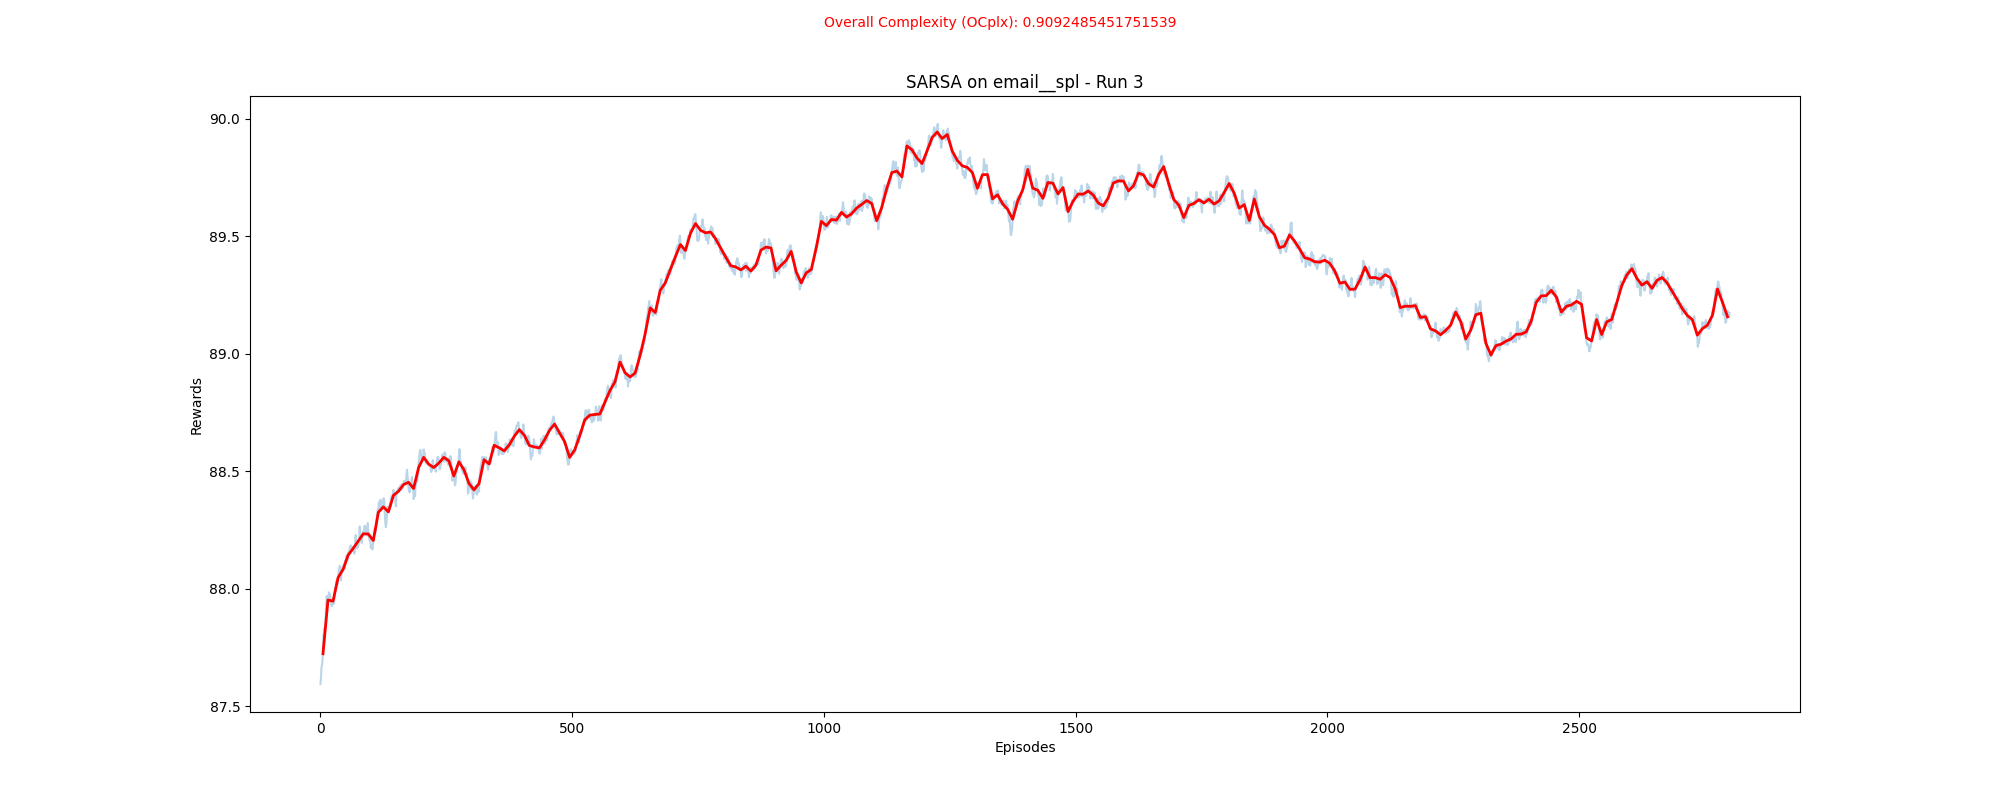 Overall Complexity (OCplx): 0.9092485451751539
SARSA on email__spl - Run 3
90.0
89.5
89.0
88.5
88.0
87.5
Rewards
0 500 1000 1500 2000 2500
Episodes